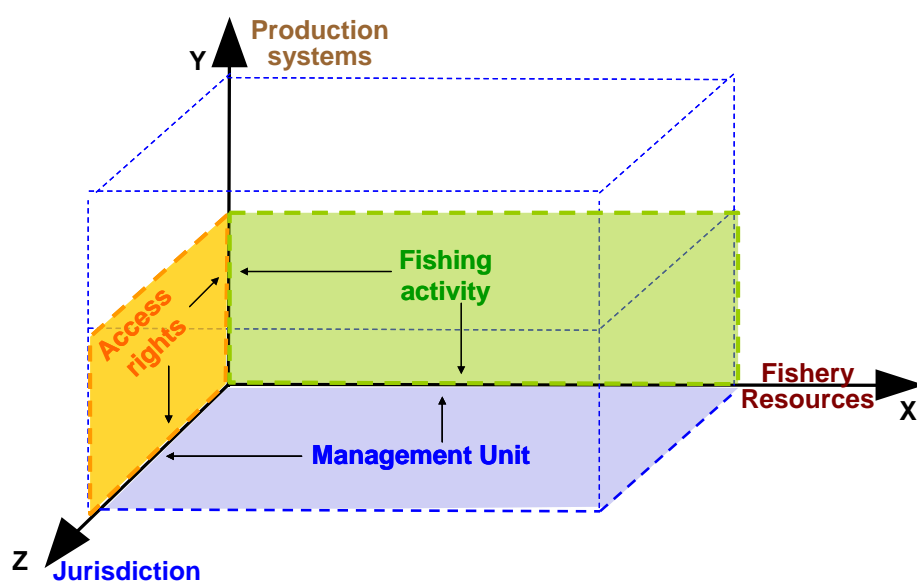 Production
systems
Y
Fishing
activity
Access
rights
Fishery
Resources
X
Management Unit
Z
Jurisdiction